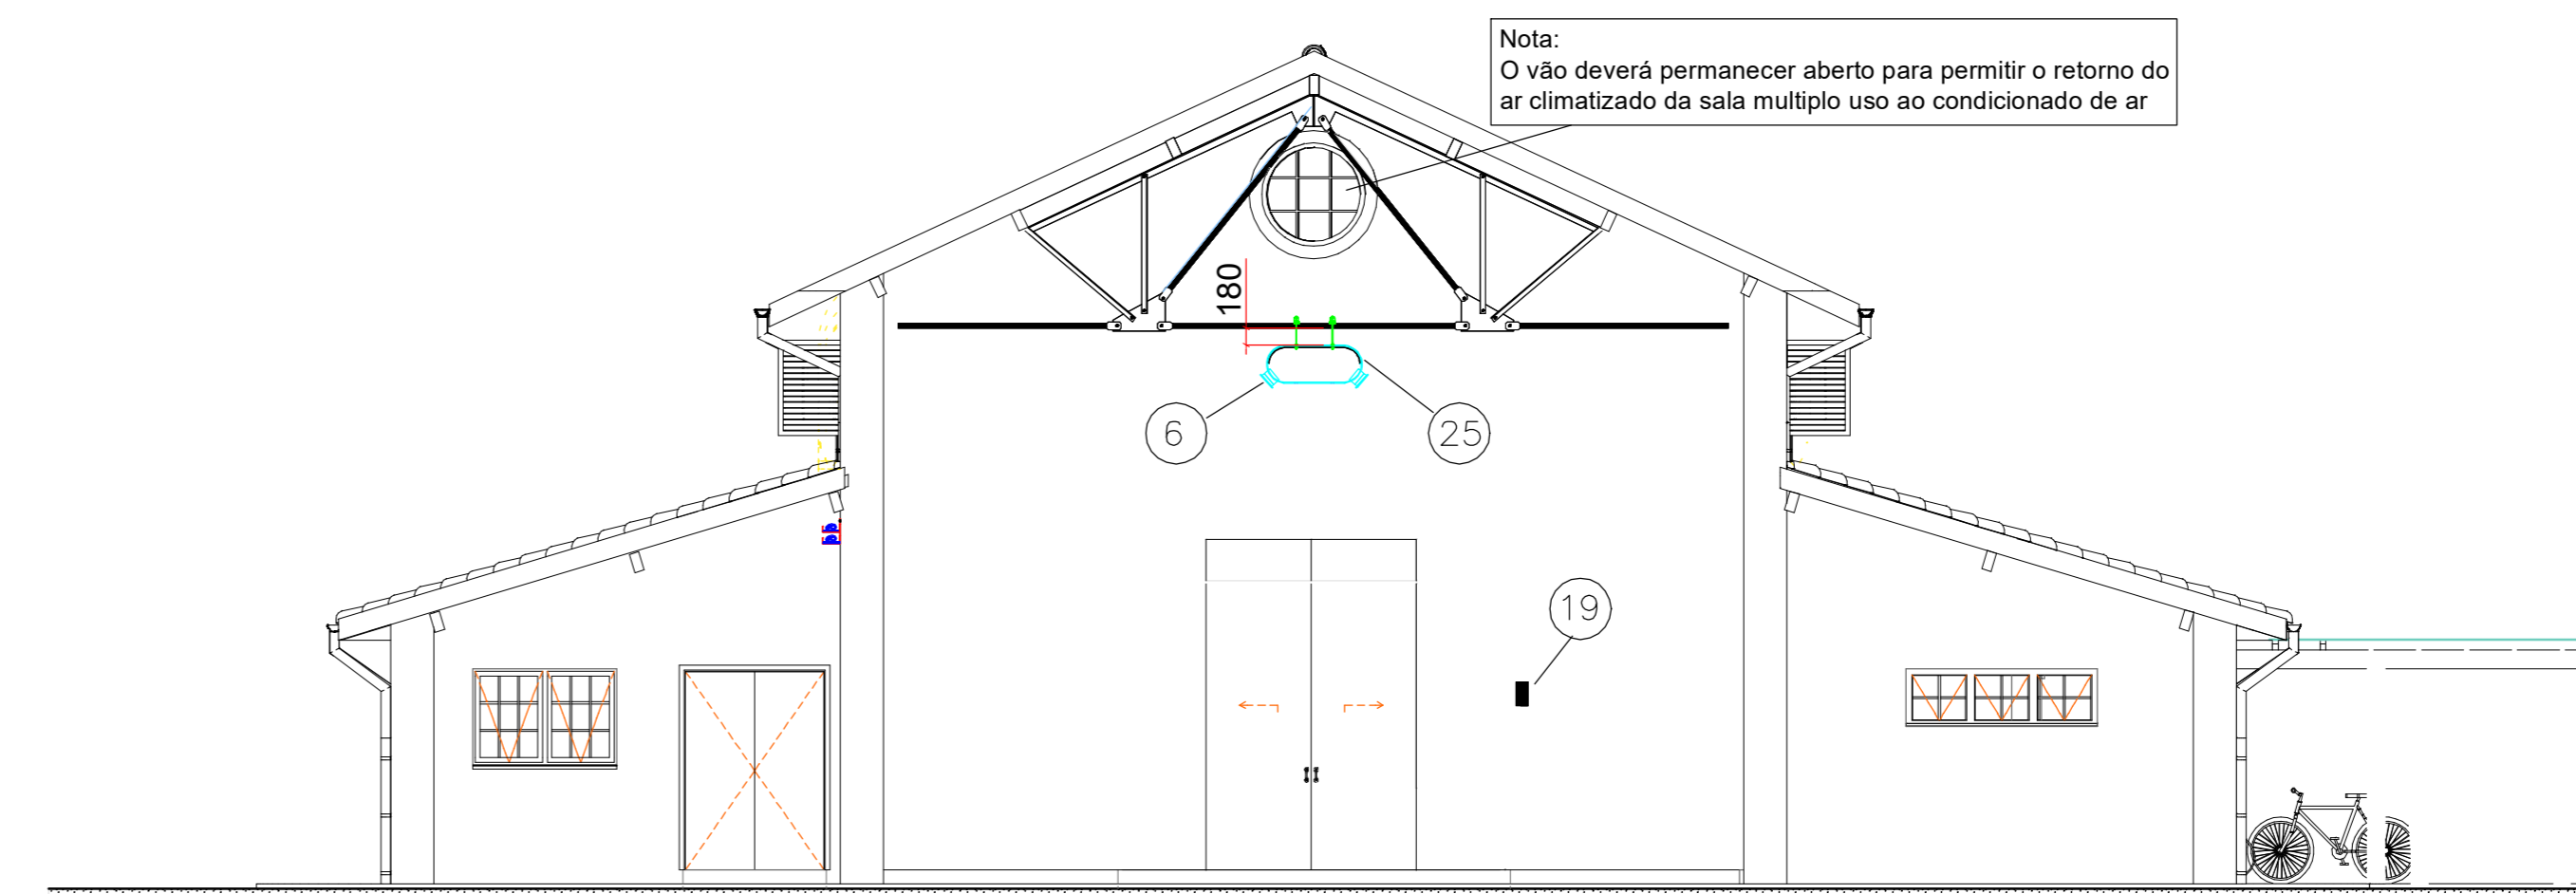 Nota:
O vão deverá permanecer aberto para permitir o retorno do
ar climatizado da sala multiplo uso ao condicionado de ar
180
6
25
19